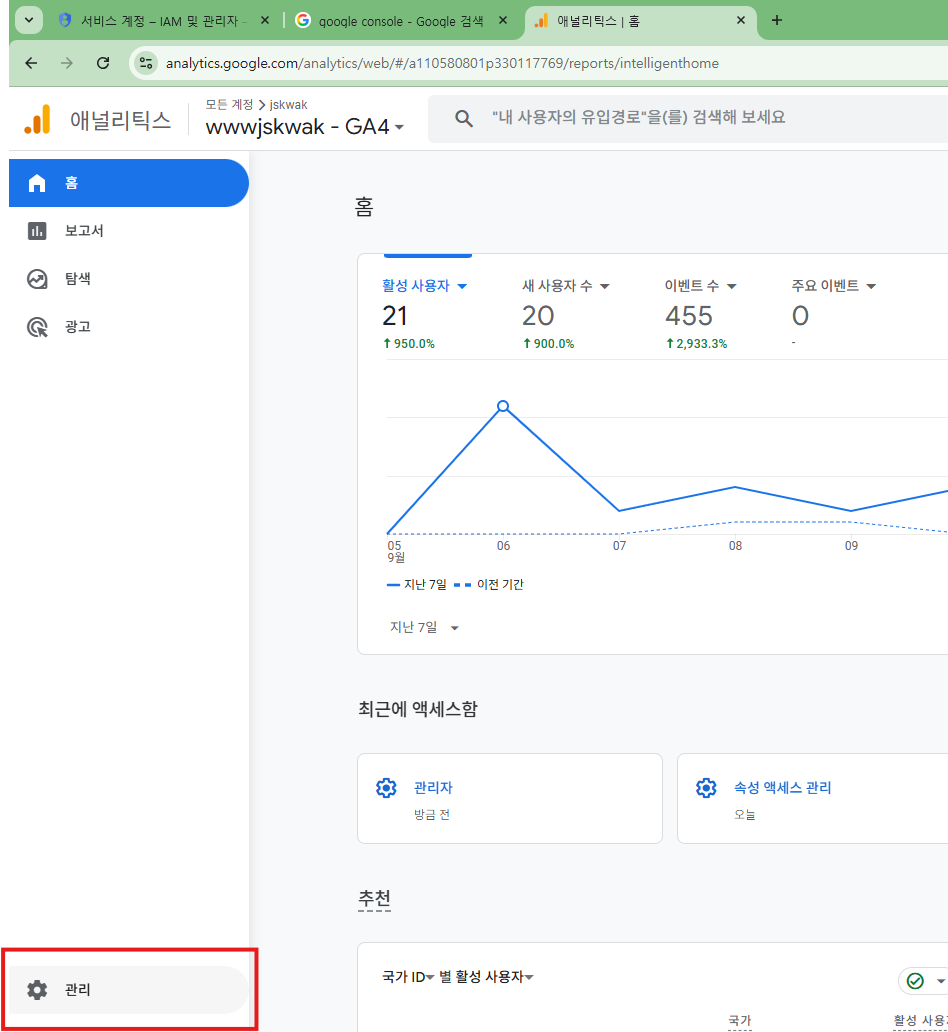 서비스 계정 – IAM 및 관리자 -
google console - Google 검색
애널리틱스 | 홈
analytics.google.com/analytics/web/#/a110580801p330117769/reports/intelligenthome
애널리틱스
모든 계정 > jskwak
wwwjskwak - GA4
"내 사용자의 유입경로"을(를) 검색해 보세요
홈
보고서
탐색
광고
홈
활성 사용자 새 사용자 수 이벤트 수 주요 이벤트
21 20 455 0
↑ 950.0% ↑ 900.0% ↑ 2,933.3% -
05 06 07 08 09
9월
지난 7일 이전 기간
지난 7일
최근에 액세스함
관리자
방금 전
속성 액세스 관리
오늘
추천
국가 ID 별 활성 사용자
국가 활성 사용
관리